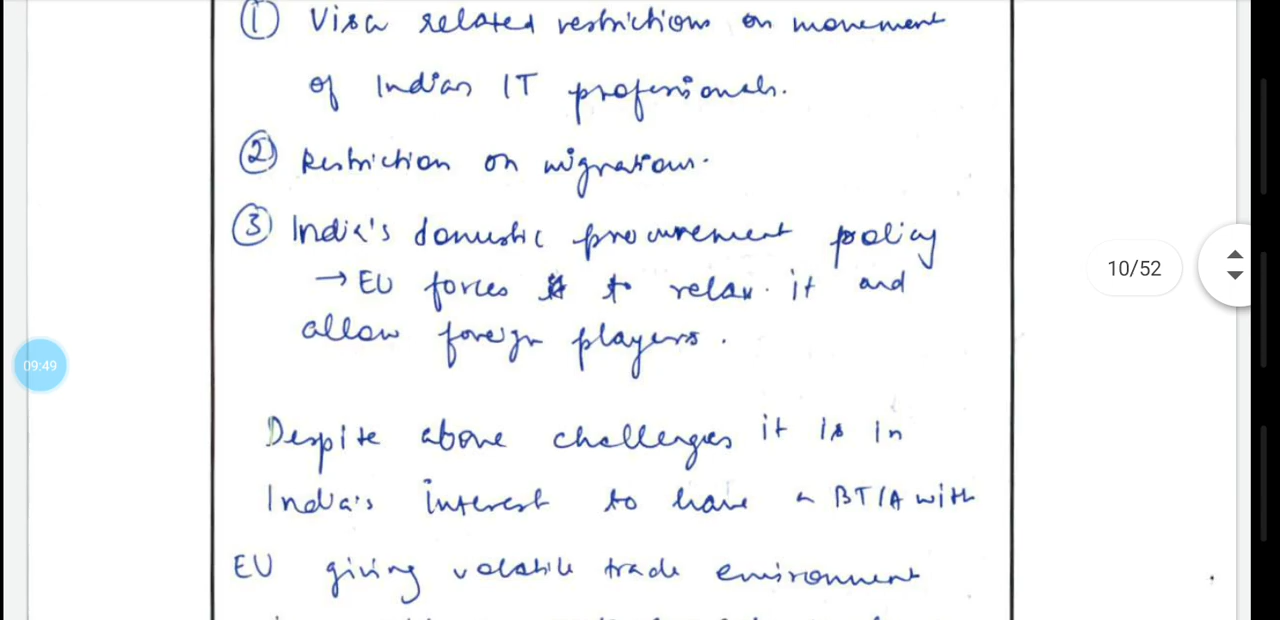 ① Visa related restrictions on movement
of Indian IT professionals.
② Restriction on migrations.
③ India's domestic procurement policy
→ EU forces to relax it and
allow foreign players.
10/52
09:49
Despite above challenges it is in
India's interest to have a BTIA with
EU giving volatile trade environment